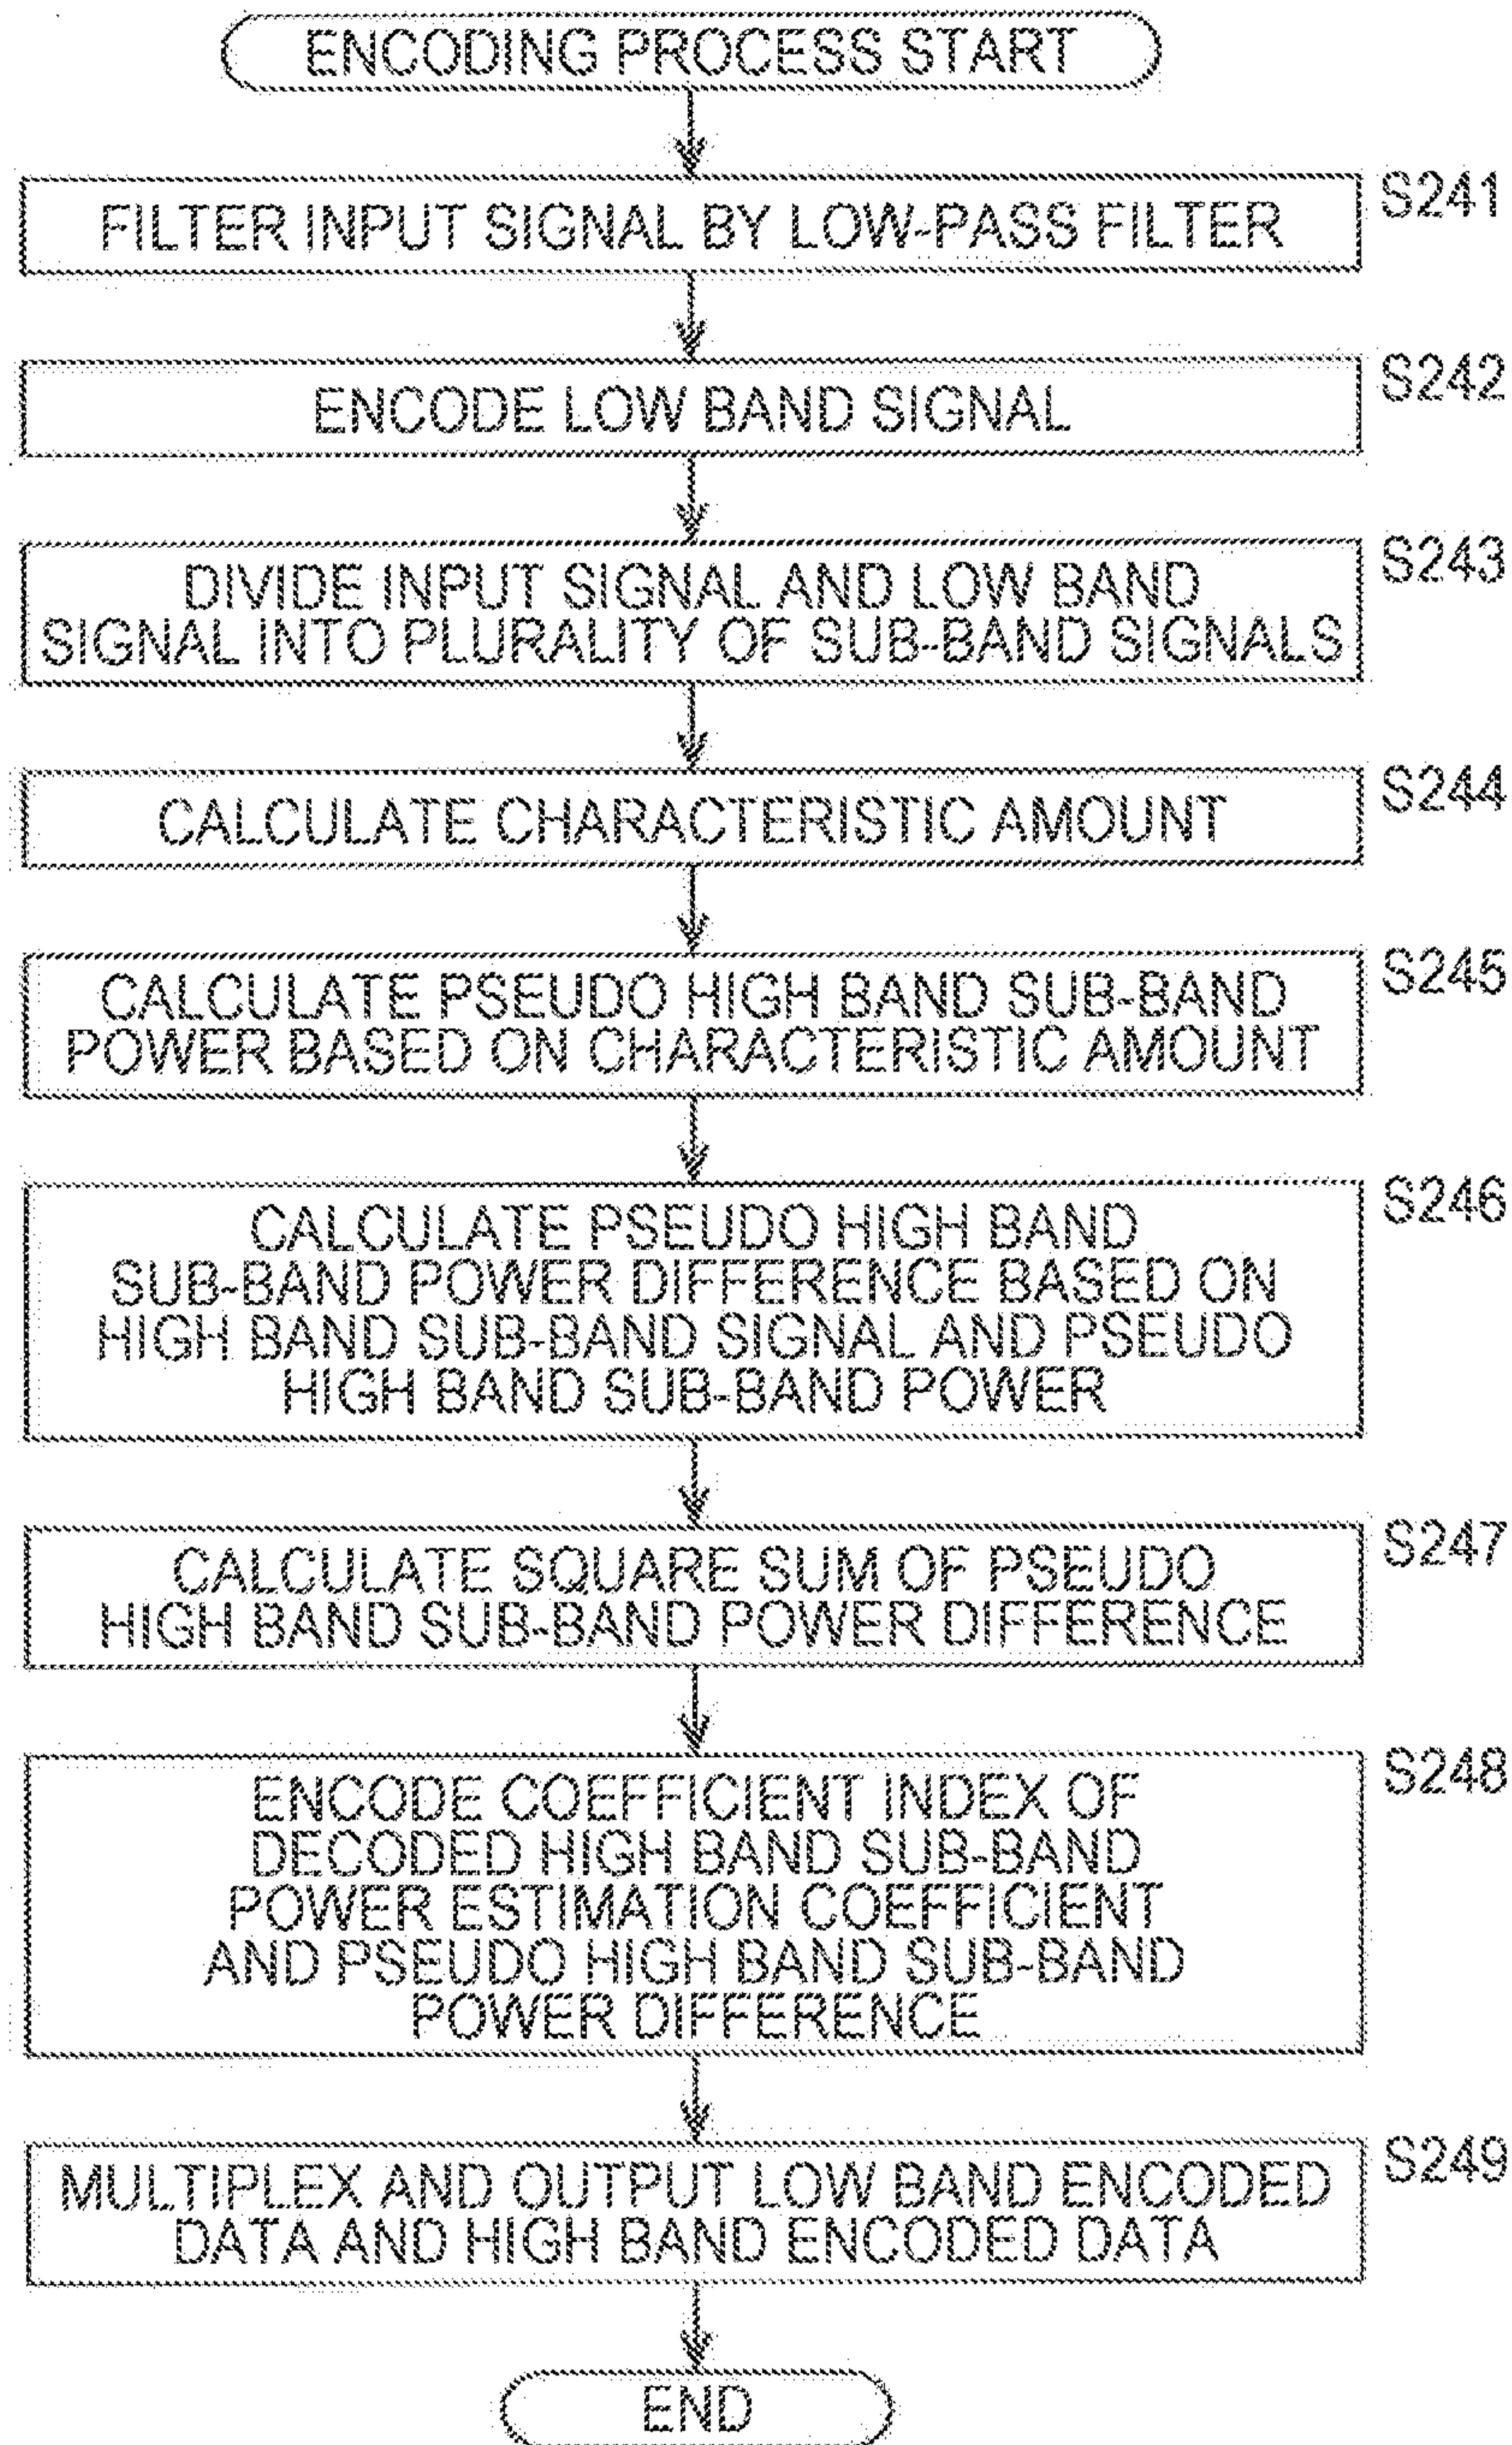 ENCODING PROCESS START
S241
FILTER INPUT SIGNAL BY LOW-PASS FILTER
S242
ENCODE LOW BAND SIGNAL
S243
DIVIDE INPUT SIGNAL AND LOW BAND
SIGNAL INTO PLURALITY OF SUB-BAND SIGNALS
S244
CALCULATE CHARACTERISTIC AMOUNT
S245
CALCULATE PSEUDO HIGH BAND SUB-BAND
POWER BASED ON CHARACTERISTIC AMOUNT
S246
CALCULATE PSEUDO HIGH BAND
SUB-BAND POWER DIFFERENCE BASED ON
HIGH BAND SUB-BAND SIGNAL AND PSEUDO
HIGH BAND SUB-BAND POWER
S247
CALCULATE SQUARE SUM OF PSEUDO
HIGH BAND SUB-BAND POWER DIFFERENCE
S248
ENCODE COEFFICIENT INDEX OF
DECODED HIGH BAND SUB-BAND
POWER ESTIMATION COEFFICIENT
AND PSEUDO HIGH BAND SUB-BAND
POWER DIFFERENCE
S249
MULTIPLEX AND OUTPUT LOW BAND ENCODED
DATA AND HIGH BAND ENCODED DATA
END